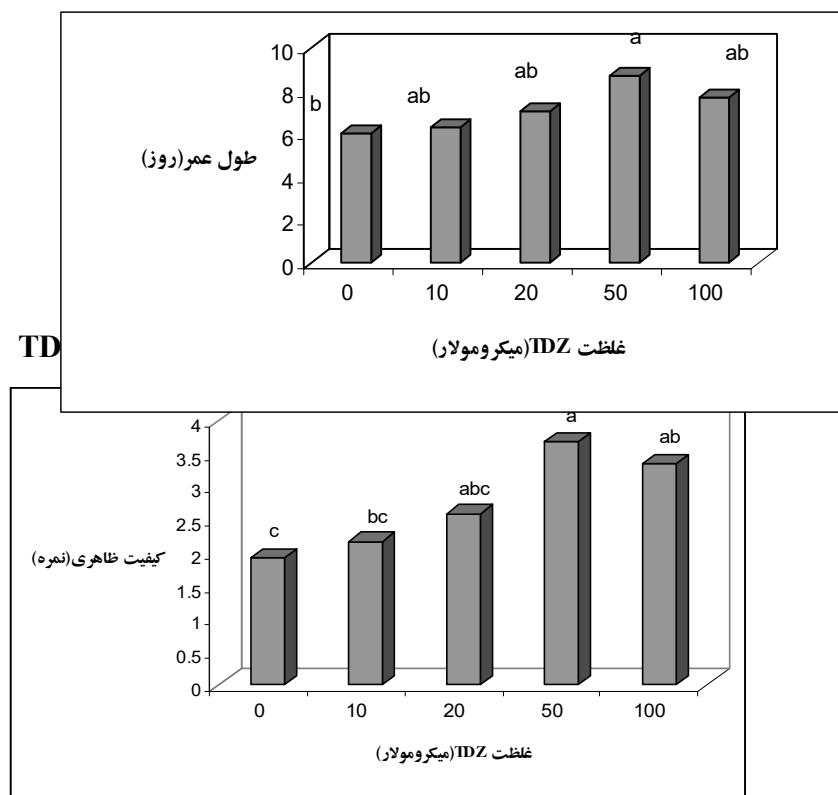 10
8
6
4
2
0
b
ab
ab
a
ab
طول عمر(روز)
0 10 20 50 100
غلظت TDZ(میکرومولار)
TD
4
3.5
3
2.5
2
1.5
1
0.5
0
c
bc
abc
a
ab
کیفیت ظاهری(نمره)
0 10 20 50 100
غلظت TDZ(میکرومولار)